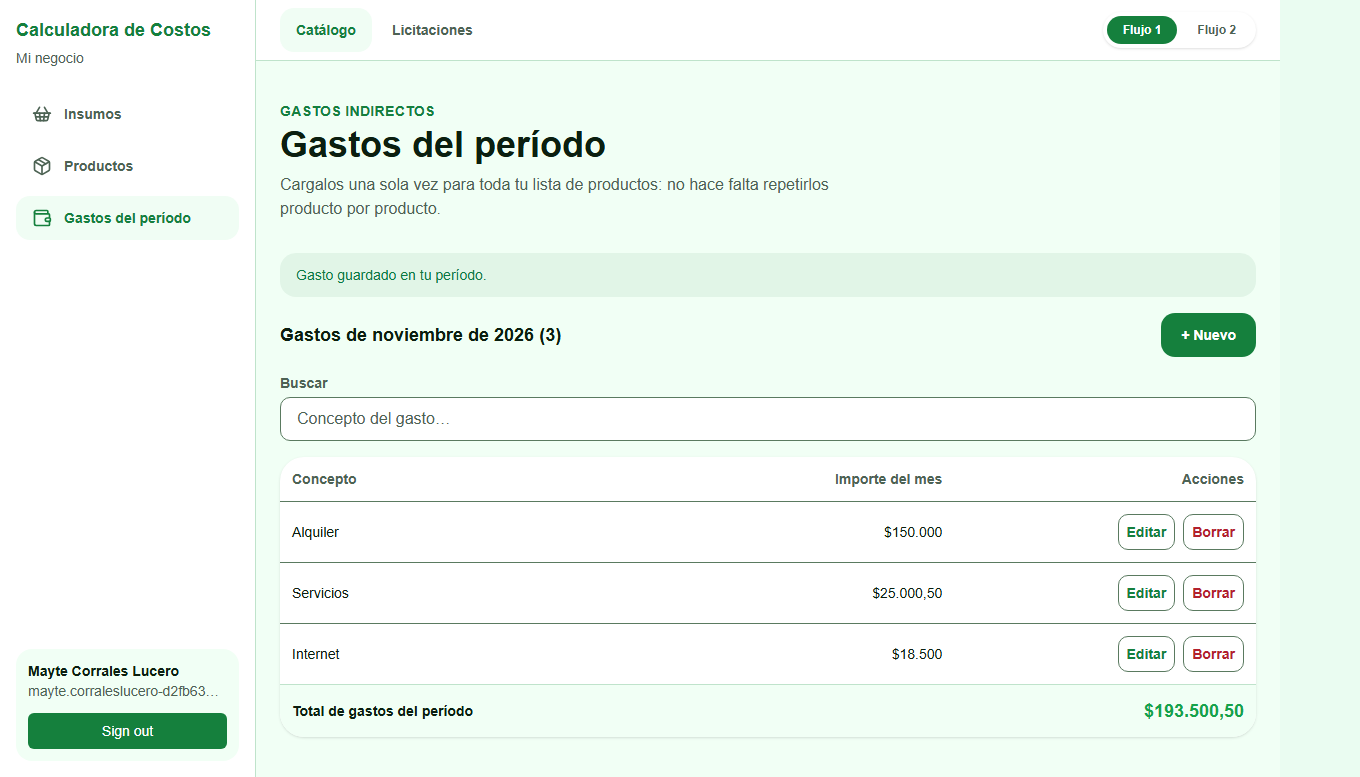 Calculadora de Costos
Mi negocio
Insumos
Productos
Gastos del período
Mayte Corrales Lucero
mayte.corraleslucero-d2fb63…
Sign out
Catálogo
Licitaciones
Flujo 1
Flujo 2
GASTOS INDIRECTOS
Gastos del período
Cargalos una sola vez para toda tu lista de productos: no hace falta repetirlos
producto por producto.
Gasto guardado en tu período.
Gastos de noviembre de 2026 (3)
+ Nuevo
Buscar
Concepto del gasto…
Concepto Importe del mes Acciones
Alquiler $150.000 Editar Borrar
Servicios $25.000,50 Editar Borrar
Internet $18.500 Editar Borrar
Total de gastos del período $193.500,50